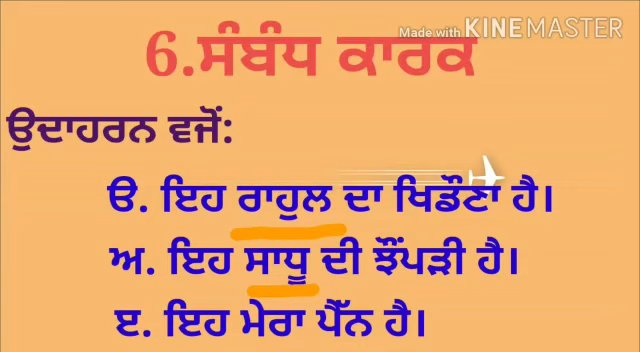 Made with KINEMASTER
6.ਸੰਬੰਧ ਕਾਰਕ
ਉਦਾਹਰਨ ਵਜੋਂ:
ੳ. ਇਹ ਰਾਹੁਲ ਦਾ ਖਿਡੌਣਾ ਹੈ।
ਅ. ਇਹ ਸਾਧੂ ਦੀ ਝੌਂਪੜੀ ਹੈ।
ੲ. ਇਹ ਮੇਰਾ ਪੈੱਨ ਹੈ।